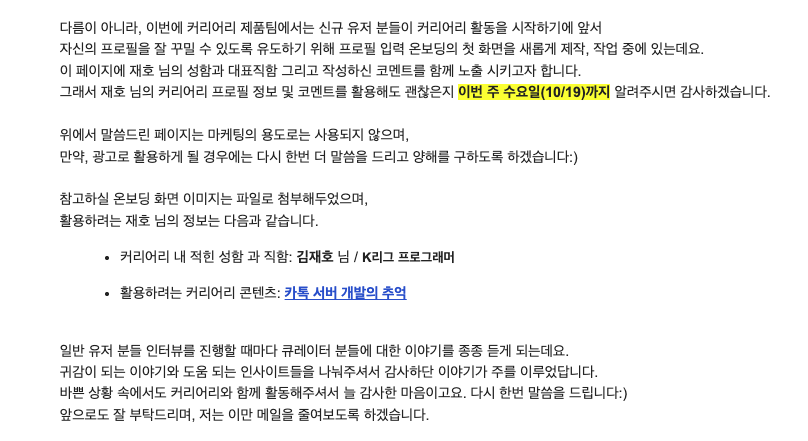 다름이 아니라, 이번에 커리어리 제품팀에서는 신규 유저 분들이 커리어리 활동을 시작하기에 앞서
자신의 프로필을 잘 꾸밀 수 있도록 유도하기 위해 프로필 입력 온보딩의 첫 화면을 새롭게 제작, 작업 중에 있는데요.
이 페이지에 재호 님의 성함과 대표직함 그리고 작성하신 코멘트를 함께 노출 시키고자 합니다.
그래서 재호 님의 커리어리 프로필 정보 및 코멘트를 활용해도 괜찮은지 이번 주 수요일(10/19)까지 알려주시면 감사하겠습니다.
위에서 말씀드린 페이지는 마케팅의 용도로는 사용되지 않으며,
만약, 광고로 활용하게 될 경우에는 다시 한번 더 말씀을 드리고 양해를 구하도록 하겠습니다:)
참고하실 온보딩 화면 이미지는 파일로 첨부해두었으며,
활용하려는 재호 님의 정보는 다음과 같습니다.
• 커리어리 내 적힌 성함 과 직함: 김재호 님 / K리그 프로그래머
• 활용하려는 커리어리 콘텐츠: 카톡 서버 개발의 추억
일반 유저 분들 인터뷰를 진행할 때마다 큐레이터 분들에 대한 이야기를 종종 듣게 되는데요.
귀감이 되는 이야기와 도움 되는 인사이트들을 나눠주셔서 감사하단 이야기가 주를 이루었답니다.
바쁜 상황 속에서도 커리어리와 함께 활동해주셔서 늘 감사한 마음이고요. 다시 한번 말씀을 드립니다:)
앞으로도 잘 부탁드리며, 저는 이만 메일을 줄여보도록 하겠습니다.